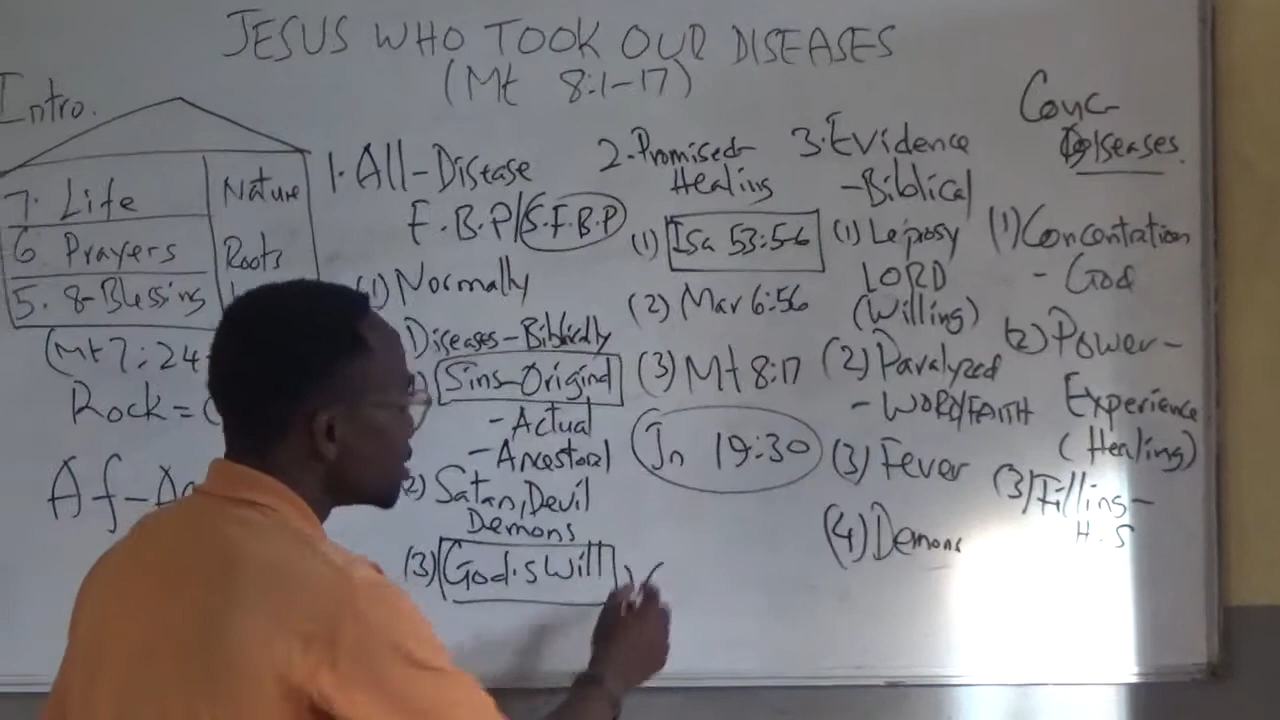 JESUS WHO TOOK OUR DISEASES
(Mt 8:1-17)
Intro.
7. Life
Nature
6. Prayers
Roots
5. 8-Blessing
(Mt 7:24
Rock=
Af-
1. All-Disease
F.B.P/S.F.B.P
(1) Normally
Diseases-Biblically
Sins-Original
-Actual
-Ancestoral
(2) Satan, Devil
Demons
(3) God's Will
2. Promised
Healing
(1) Isa 53:5-6
(2) Mar 6:56
(3) Mt 8:17
Jn 19:30
3. Evidence
-Biblical
(1) Leprosy
LORD
(Willing)
(2) Paralyzed
-WORD/FAITH
(3) Fever
(4) Demons
Conc-
Diseases.
(1) Concentration
- God
(2) Power-
Experience
(Healing)
(3) Filling-
H.S